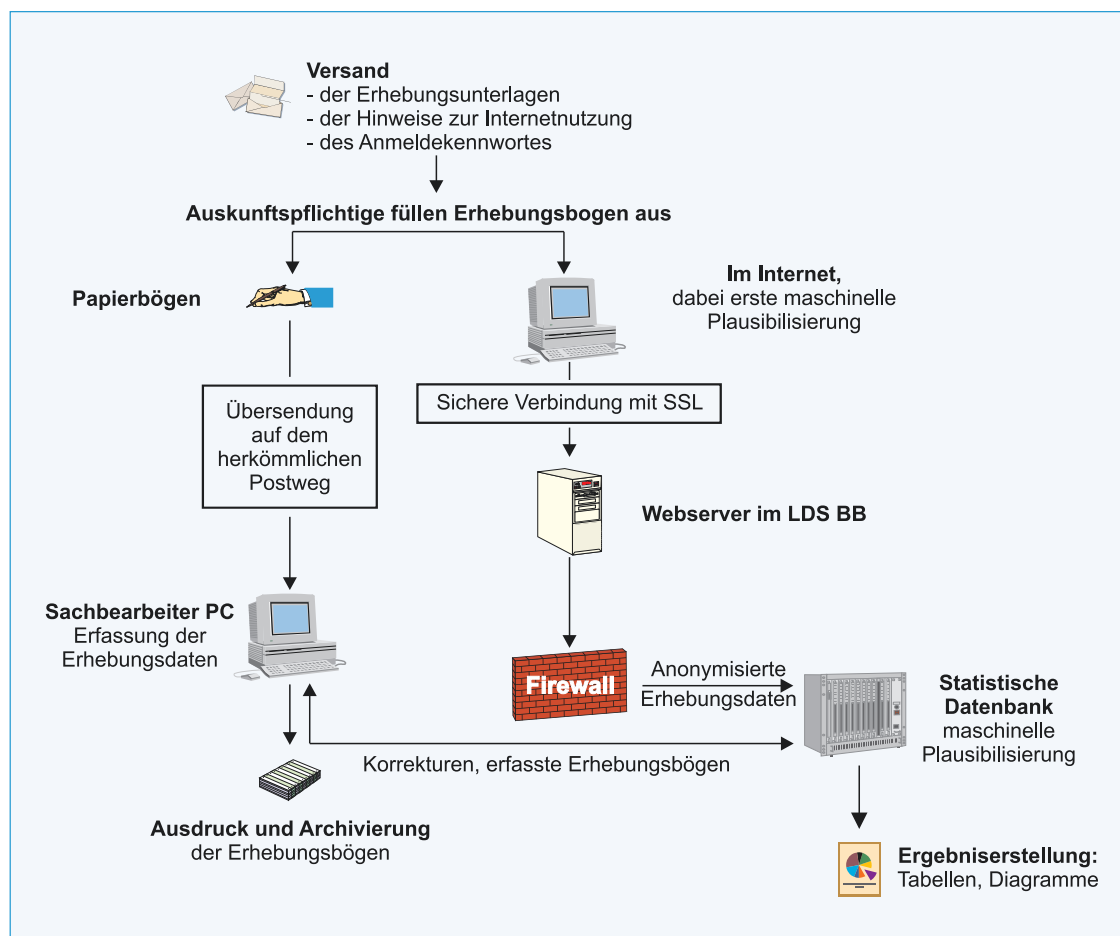 Versand
- der Erhebungsunterlagen
- der Hinweise zur Internetnutzung
- des Anmeldekennwortes
Auskunftspflichtige füllen Erhebungsbogen aus
Papierbögen
Im Internet,
dabei erste maschinelle
Plausibilisierung
Übersendung
auf dem
herkömmlichen
Postweg
Sichere Verbindung mit SSL
Webserver im LDS BB
Sachbearbeiter PC
Erfassung der
Erhebungsdaten
Firewall
Anonymisierte
Erhebungsdaten
Statistische
Datenbank
maschinelle
Plausibilisierung
Korrekturen, erfasste Erhebungsbögen
Ausdruck und Archivierung
der Erhebungsbögen
Ergebniserstellung:
Tabellen, Diagramme